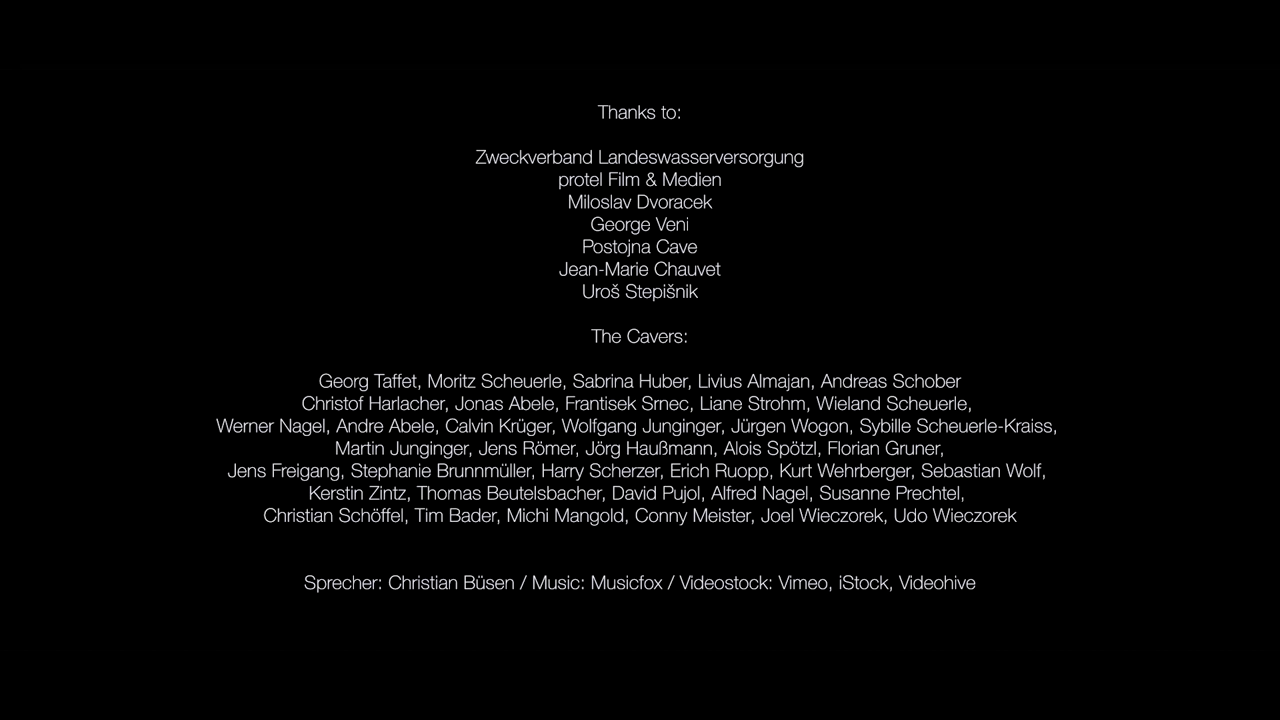 Thanks to:
Zweckverband Landeswasserversorgung
protel Film & Medien
Miloslav Dvoracek
George Veni
Postojna Cave
Jean-Marie Chauvet
Uroš Stepišnik
The Cavers:
Georg Taffet, Moritz Scheuerle, Sabrina Huber, Livius Almajan, Andreas Schober
Christof Harlacher, Jonas Abele, Frantisek Srnec, Liane Strohm, Wieland Scheuerle,
Werner Nagel, Andre Abele, Calvin Krüger, Wolfgang Junginger, Jürgen Wogon, Sybille Scheuerle-Kraiss,
Martin Junginger, Jens Römer, Jörg Haußmann, Alois Spötzl, Florian Gruner,
Jens Freigang, Stephanie Brunnmüller, Harry Scherzer, Erich Ruopp, Kurt Wehrberger, Sebastian Wolf,
Kerstin Zintz, Thomas Beutelsbacher, David Pujol, Alfred Nagel, Susanne Prechtel,
Christian Schöffel, Tim Bader, Michi Mangold, Conny Meister, Joel Wieczorek, Udo Wieczorek
Sprecher: Christian Büsen / Music: Musicfox / Videostock: Vimeo, iStock, Videohive